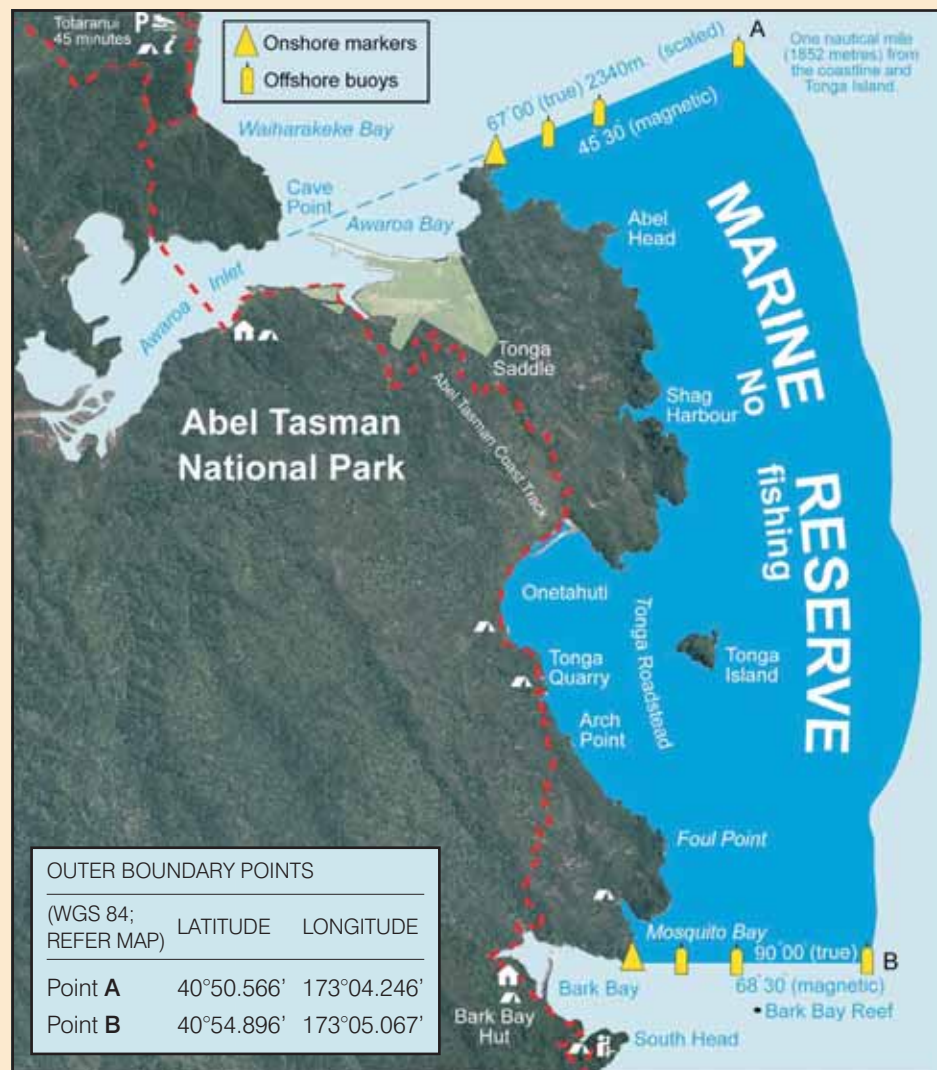 Totaranui
45 minutes
P
i
Onshore markers
Offshore buoys
A
One nautical mile
(1852 metres) from
the coastline and
Tonga Island.
67°00 (true) 2340m. (scaled)
45°30 (magnetic)
Waiharakeke Bay
Cave
Point
Awaroa Bay
Abel
Head
Awaroa Inlet
MARINE
RESERVE
No
fishing
Tonga
Saddle
Shag
Harbour
Abel Tasman
National Park
Abel Tasman Coast Track
Onetahuti
Tonga Roadstead
Tonga
Quarry
Tonga
Island
Arch
Point
Foul Point
Mosquito Bay
90°00 (true)
B
68°30 (magnetic)
Bark Bay
Bark Bay Reef
Bark Bay
Hut
South Head
OUTER BOUNDARY POINTS
(WGS 84;
REFER MAP) LATITUDE LONGITUDE
Point A 40°50.566' 173°04.246'
Point B 40°54.896' 173°05.067'